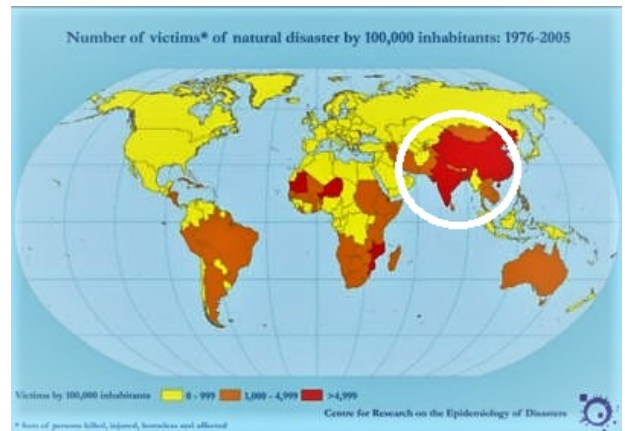 Number of victims* of natural disaster by 100,000 inhabitants: 1976-2005
Victims by 100,000 inhabitants 0 - 999 1,000 - 4,999 >4,999
Centre for Research on the Epidemiology of Disasters
* Sum of persons killed, injured, homeless and affected